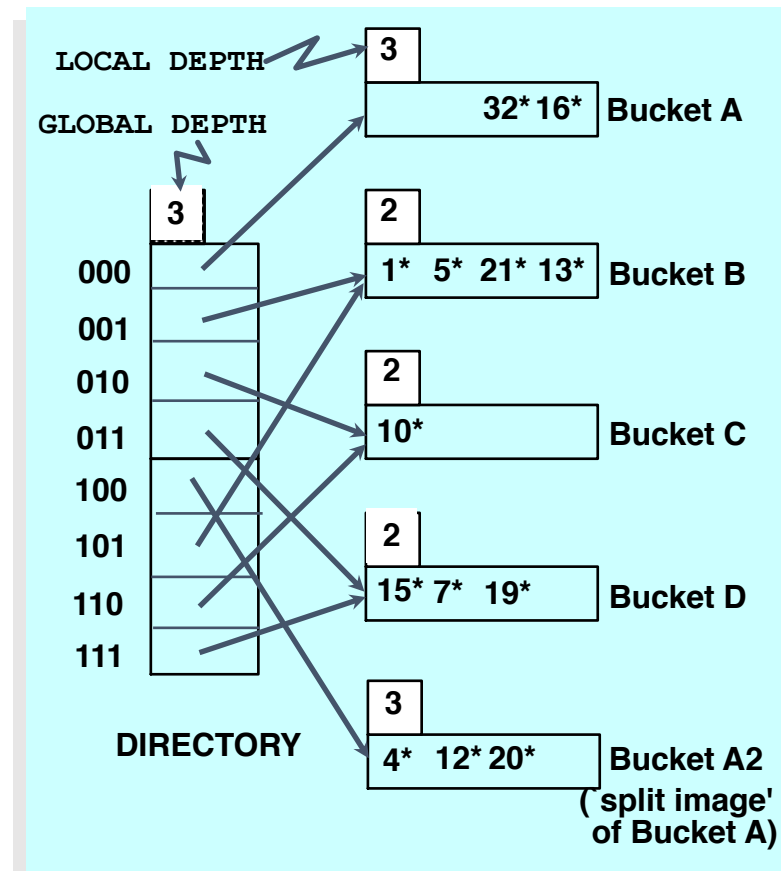 LOCAL DEPTH
GLOBAL DEPTH
3
000
001
010
011
100
101
110
111
DIRECTORY
3
32* 16* Bucket A
2
1* 5* 21* 13* Bucket B
2
10* Bucket C
2
15* 7* 19* Bucket D
3
4* 12* 20* Bucket A2
(`split image'
of Bucket A)